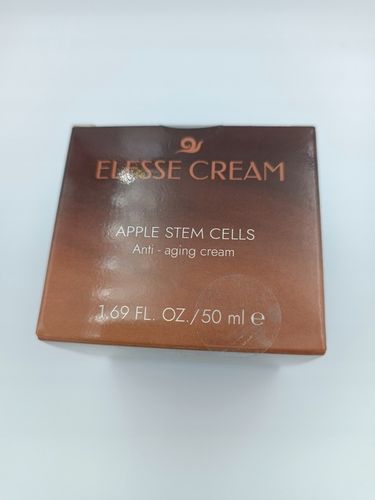 ELESSE CREAM
APPLE STEM CELLS
Anti - aging cream
1.69 FL. OZ./50 ml ℮